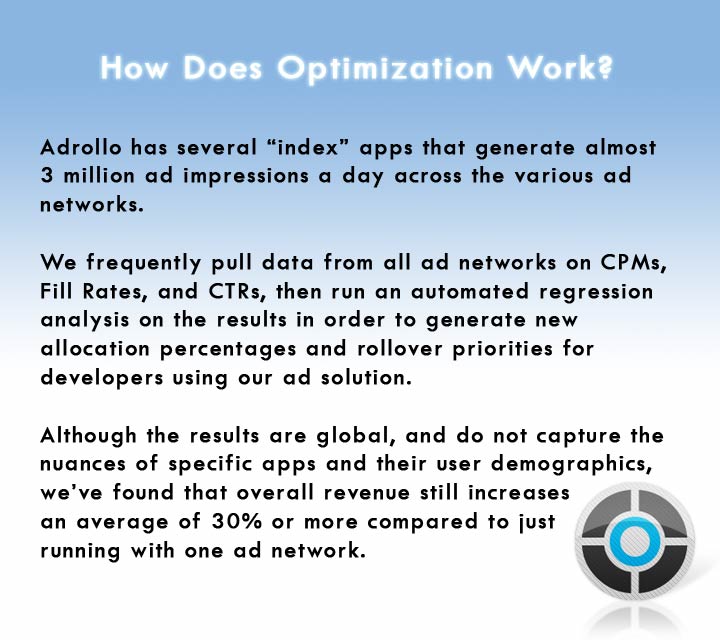 How Does Optimization Work?
Adrollo has several “index” apps that generate almost
3 million ad impressions a day across the various ad
networks.
We frequently pull data from all ad networks on CPMs,
Fill Rates, and CTRs, then run an automated regression
analysis on the results in order to generate new
allocation percentages and rollover priorities for
developers using our ad solution.
Although the results are global, and do not capture the
nuances of specific apps and their user demographics,
we’ve found that overall revenue still increases
an average of 30% or more compared to just
running with one ad network.